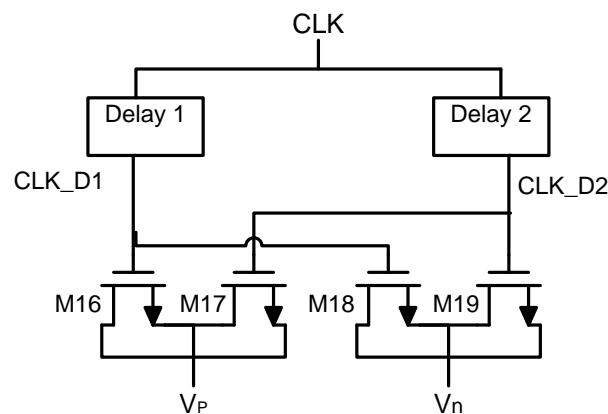 CLK
Delay 1
Delay 2
CLK_D1
CLK_D2
M16
M17
M18
M19
VP
Vn